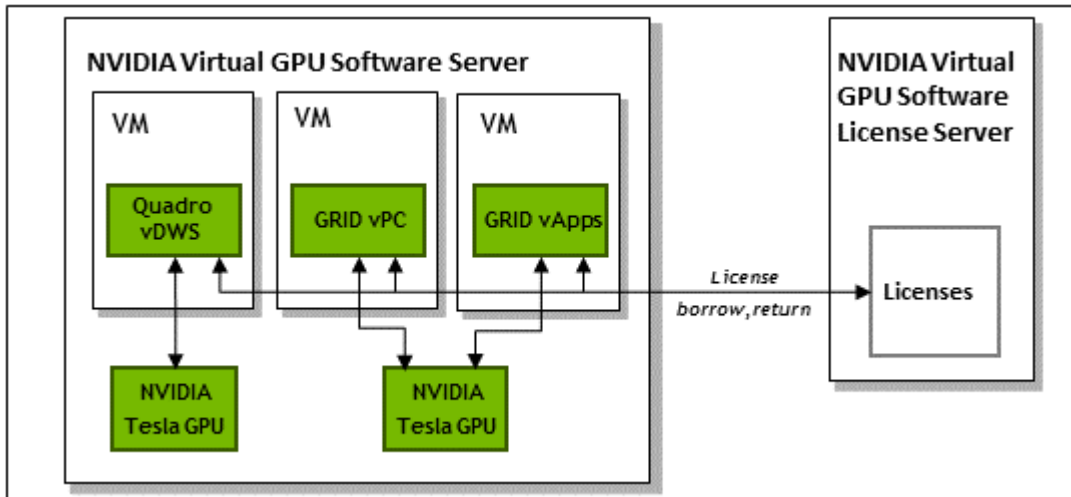 NVIDIA Virtual GPU Software Server
VM
Quadro
vDWS
VM
GRID vPC
VM
GRID vApps
NVIDIA
Tesla GPU
NVIDIA
Tesla GPU
License
borrow,return
NVIDIA Virtual
GPU Software
License Server
Licenses